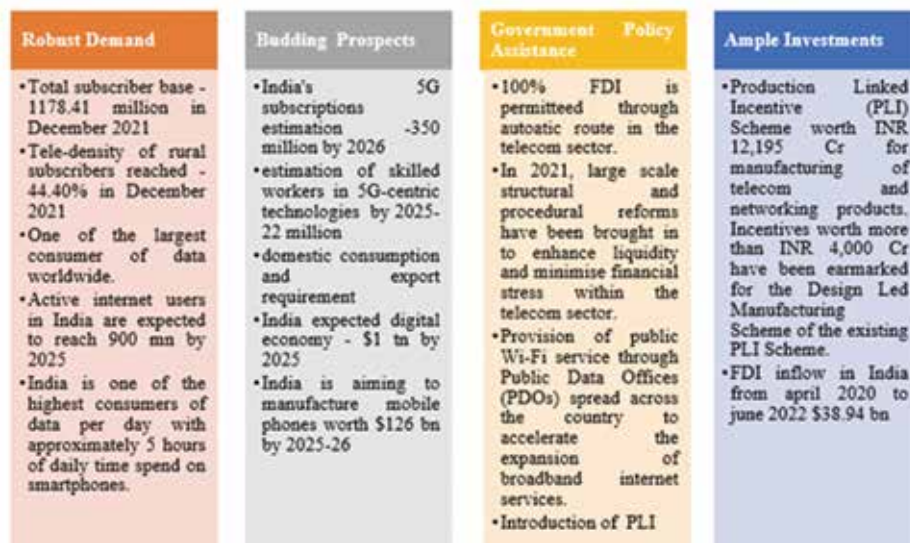 Robust Demand
•Total subscriber base -
1178.41 million in
December 2021
•Tele-density of rural
subscribers reached -
44.40% in December
2021
•One of the largest
consumer of data
worldwide.
•Active internet users
in India are expected
to reach 900 mn by
2025
•India is one of the
highest consumers of
data per day with
approximately 5 hours
of daily time spend on
smartphones.
Budding Prospects
•India's 5G
subscriptions
estimation -350
million by 2026
•estimation of skilled
workers in 5G-centric
technologies by 2025-
22 million
•domestic consumption
and export
requirement
•India expected digital
economy - $1 tn by
2025
•India is aiming to
manufacture mobile
phones worth $126 bn
by 2025-26
Government Policy
Assistance
•100% FDI is
permitteed through
autoatic route in the
telecom sector.
•In 2021, large scale
structural and
procedural reforms
have been brought in
to enhance liquidity
and minimise financial
stress within the
telecom sector.
•Provision of public
Wi-Fi service through
Public Data Offices
(PDOs) spread across
the country to
accelerate the
expansion of
broadband internet
services.
•Introduction of PLI
Ample Investments
•Production Linked
Incentive (PLI)
Scheme worth INR
12,195 Cr for
manufacturing of
telecom and
networking products.
Incentives worth more
than INR 4,000 Cr
have been earmarked
for the Design Led
Manufacturing
Scheme of the existing
PLI Scheme.
•FDI inflow in India
from april 2020 to
june 2022 $38.94 bn